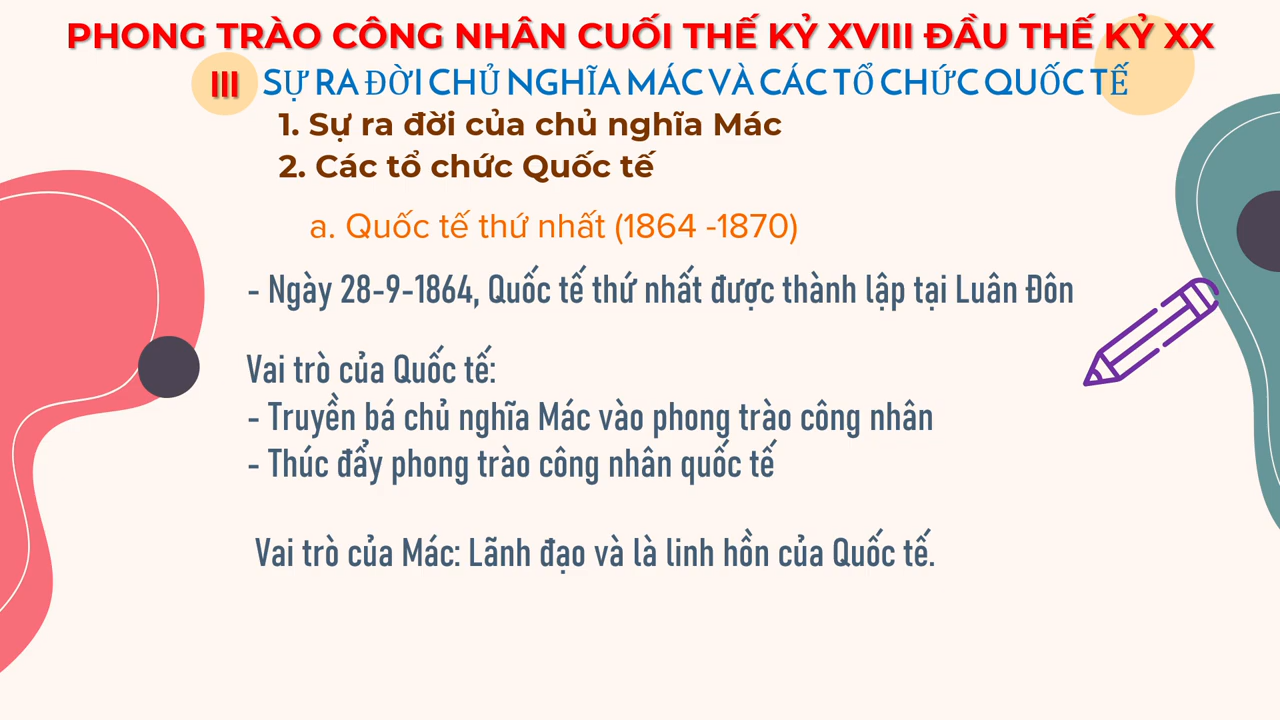 PHONG TRÀO CÔNG NHÂN CUỐI THẾ KỶ XVIII ĐẦU THẾ KỶ XX
III SỰ RA ĐỜI CHỦ NGHĨA MÁC VÀ CÁC TỔ CHỨC QUỐC TẾ
1. Sự ra đời của chủ nghĩa Mác
2. Các tổ chức Quốc tế
a. Quốc tế thứ nhất (1864 -1870)
- Ngày 28-9-1864, Quốc tế thứ nhất được thành lập tại Luân Đôn
Vai trò của Quốc tế:
- Truyền bá chủ nghĩa Mác vào phong trào công nhân
- Thúc đẩy phong trào công nhân quốc tế
Vai trò của Mác: Lãnh đạo và là linh hồn của Quốc tế.